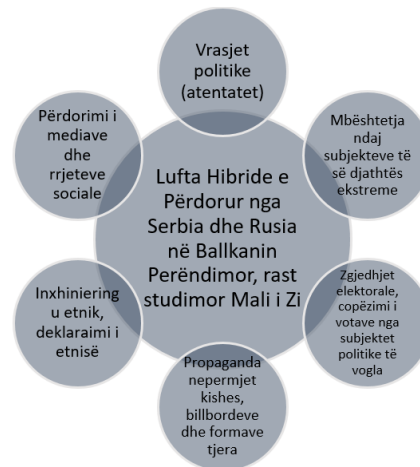 Vrasjet
politike
(atentatet)
Përdorimi i
mediave
dhe
rrjeteve
sociale
Mbështetja
ndaj
subjekteve të
së djathtës
ekstreme
Lufta Hibride e
Përdorur nga
Serbia dhe Rusia
në Ballkanin
Perëndimor, rast
studimor Mali i Zi
Inxhiniering
u etnik,
deklaraimi i
etnisë
Zgjedhjet
elektorale,
copëzimi i
votave nga
subjektet
politike të
vogla
Propaganda
nepermjet
kishes,
billbordeve
dhe formave
tjera